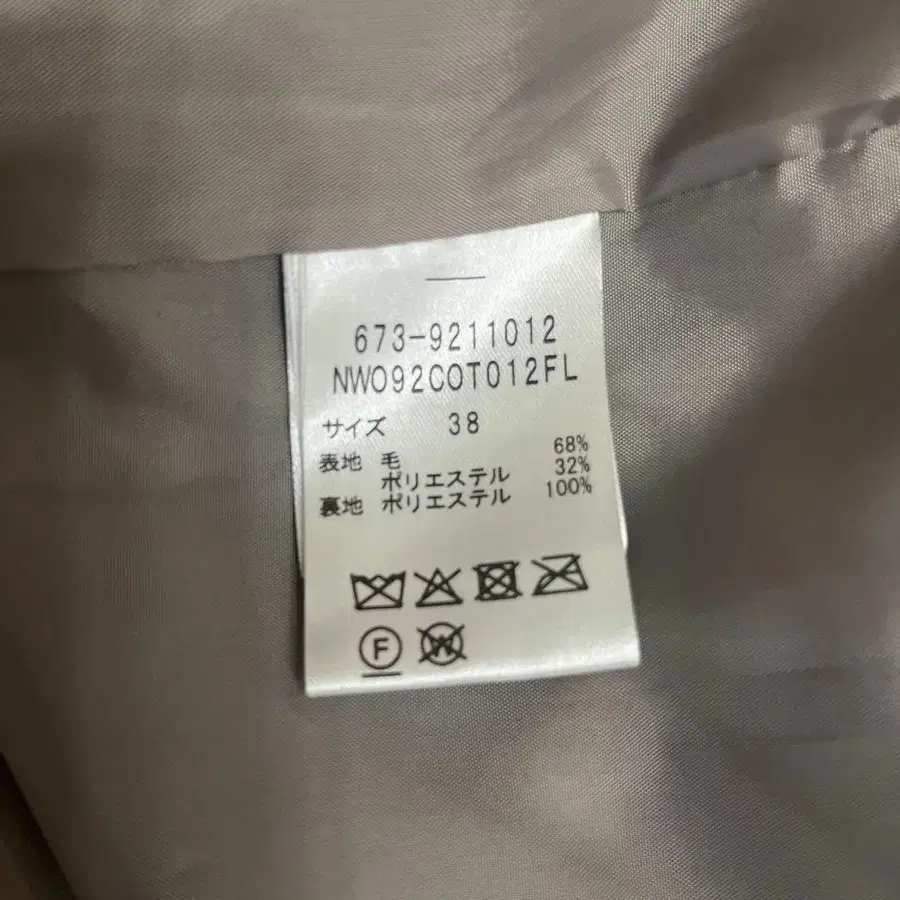 673-9211012
NW092COT012FL
サイズ 38
表地 毛 68%
ポリエステル 32%
裏地 ポリエステル 100%
F
W